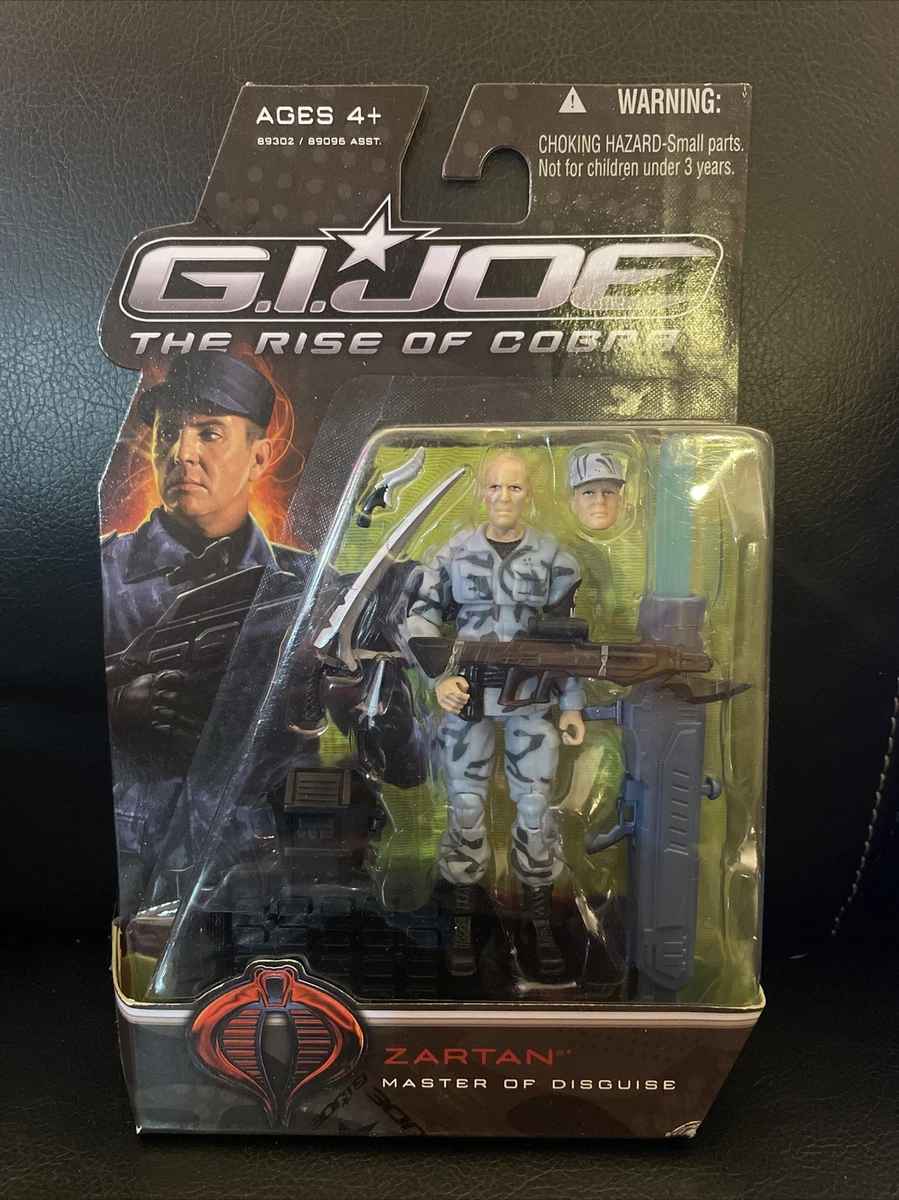 AGES 4+
89302 / 89096 ASST.
WARNING:
CHOKING HAZARD-Small parts.
Not for children under 3 years.
G.I.JOE
THE RISE OF COBRA
ZARTAN
MASTER OF DISGUISE